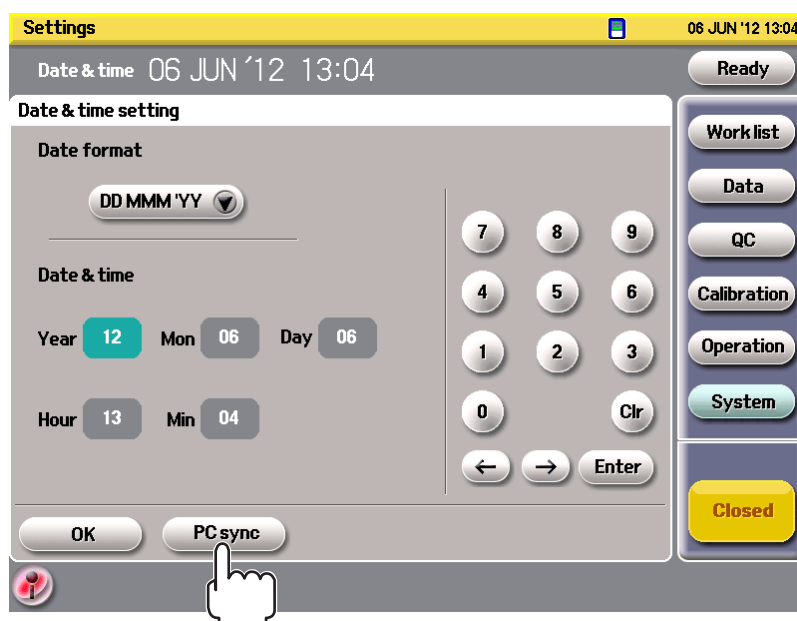 Settings 06 JUN '12 13:04
Date & time 06 JUN '12 13:04
Ready
Date & time setting
Date format
DD MMM 'YY
Date & time
Year 12 Mon 06 Day 06
Hour 13 Min 04
7 8 9
4 5 6
1 2 3
0 Clr
← → Enter
OK PC sync
Work list
Data
QC
Calibration
Operation
System
Closed